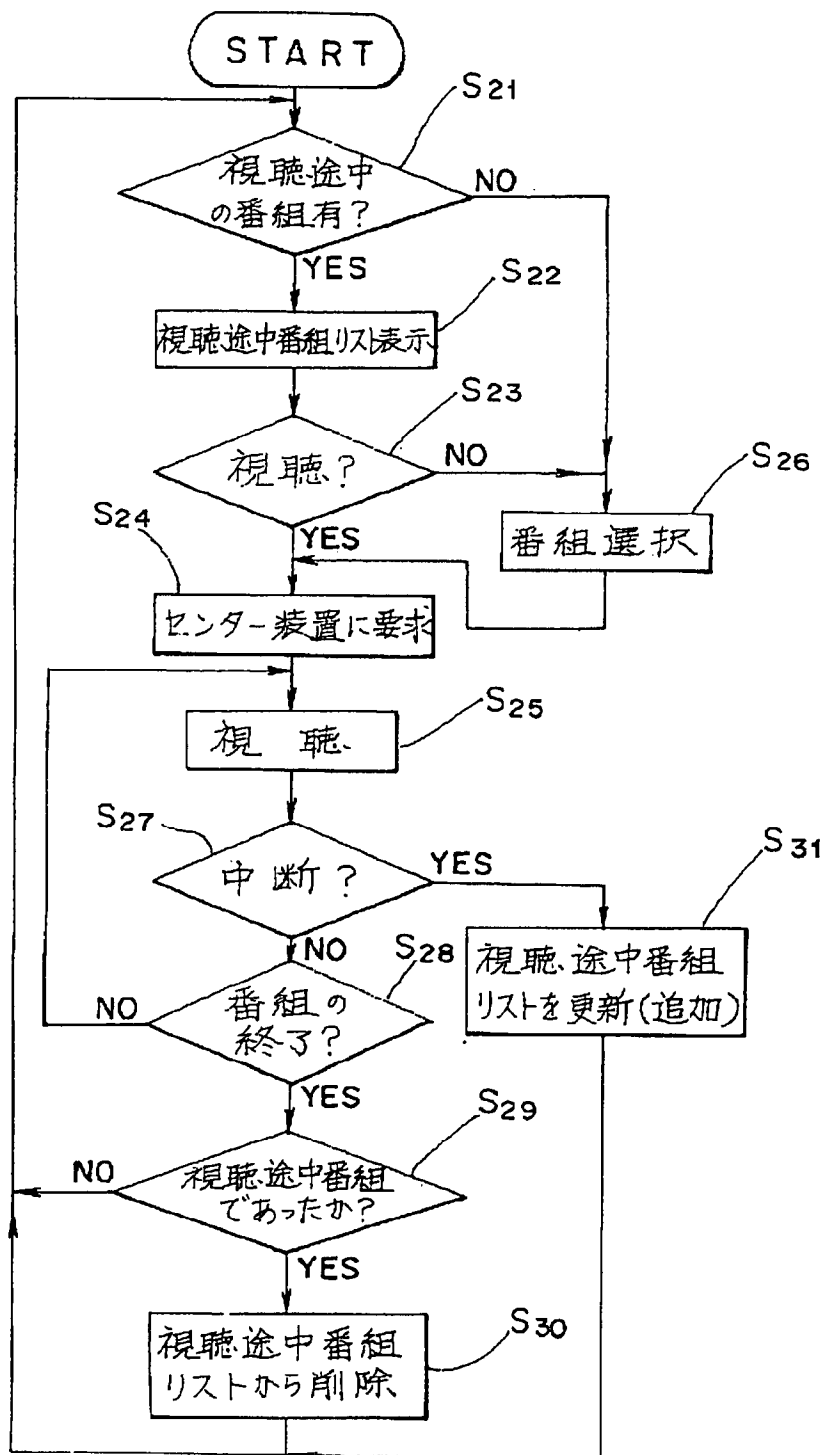 START
S21
視聴途中
の番組有?
NO
YES
S22
視聴途中番組リスト表示
S23
視聴?
NO
S26
番組選択
S24
YES
センター装置に要求
S25
視聴
S27
中断?
YES
S31
視聴途中番組
リストを更新(追加)
NO
S28
番組の
終了?
NO
YES
S29
視聴途中番組
であったか?
NO
YES
S30
視聴途中番組
リストから削除